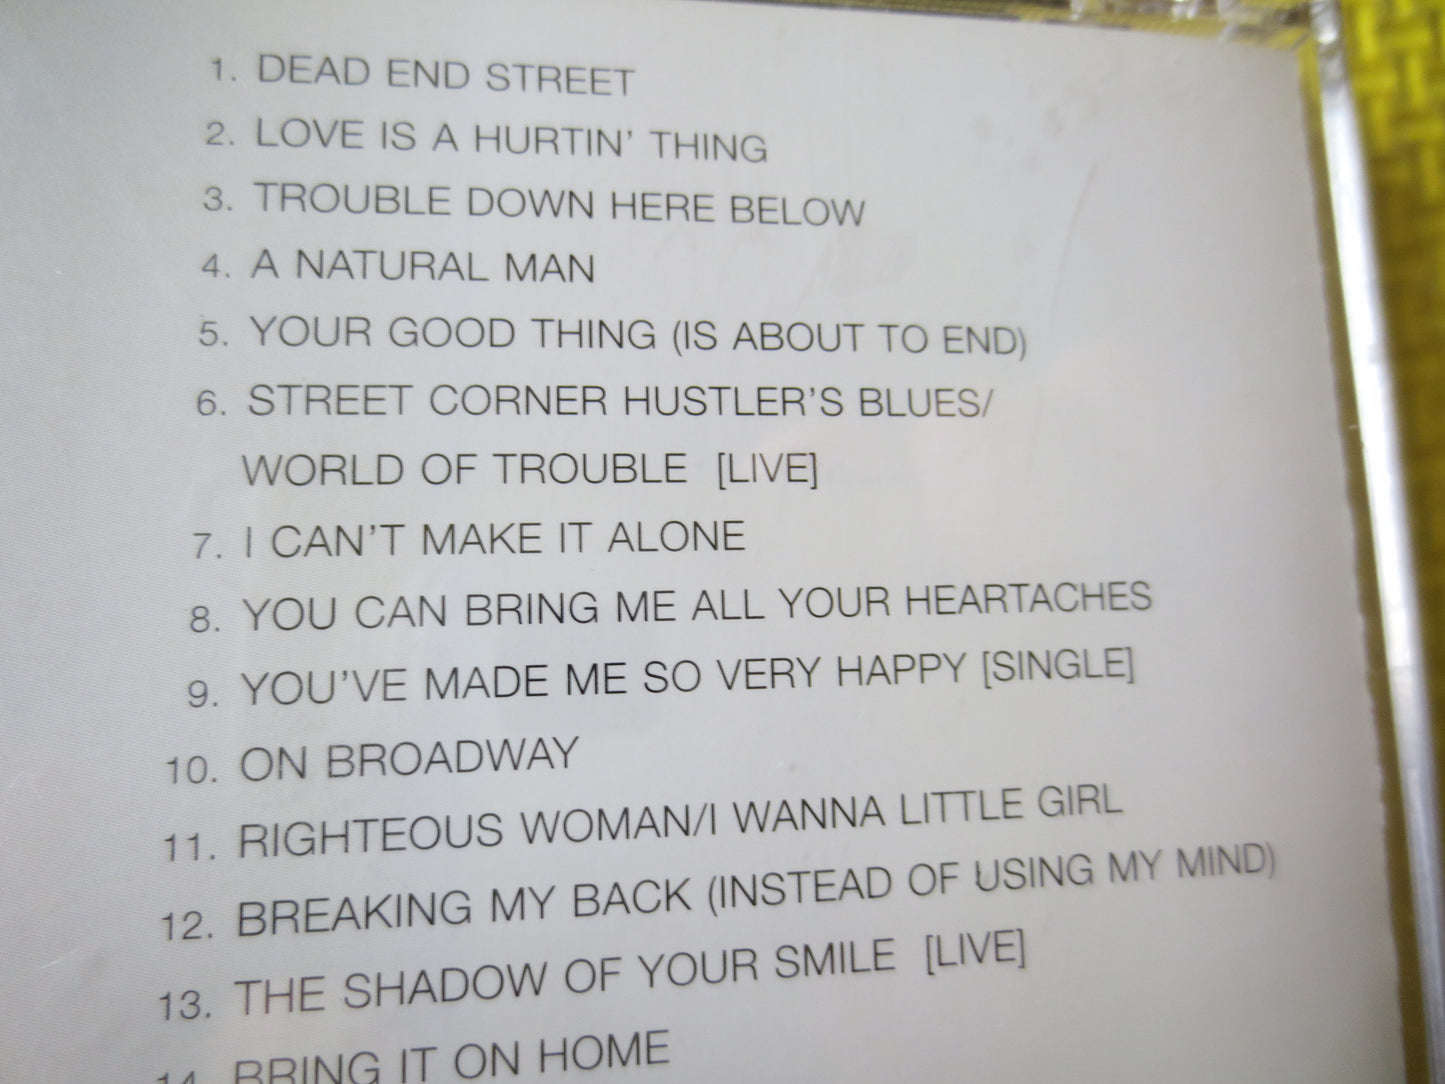 1. DEAD END STREET
2. LOVE IS A HURTIN' THING
3. TROUBLE DOWN HERE BELOW
4. A NATURAL MAN
5. YOUR GOOD THING (IS ABOUT TO END)
6. STREET CORNER HUSTLER'S BLUES/
WORLD OF TROUBLE [LIVE]
7. I CAN'T MAKE IT ALONE
8. YOU CAN BRING ME ALL YOUR HEARTACHES
9. YOU'VE MADE ME SO VERY HAPPY [SINGLE]
10. ON BROADWAY
11. RIGHTEOUS WOMAN/I WANNA LITTLE GIRL
12. BREAKING MY BACK (INSTEAD OF USING MY MIND)
13. THE SHADOW OF YOUR SMILE [LIVE]
14. BRING IT ON HOME